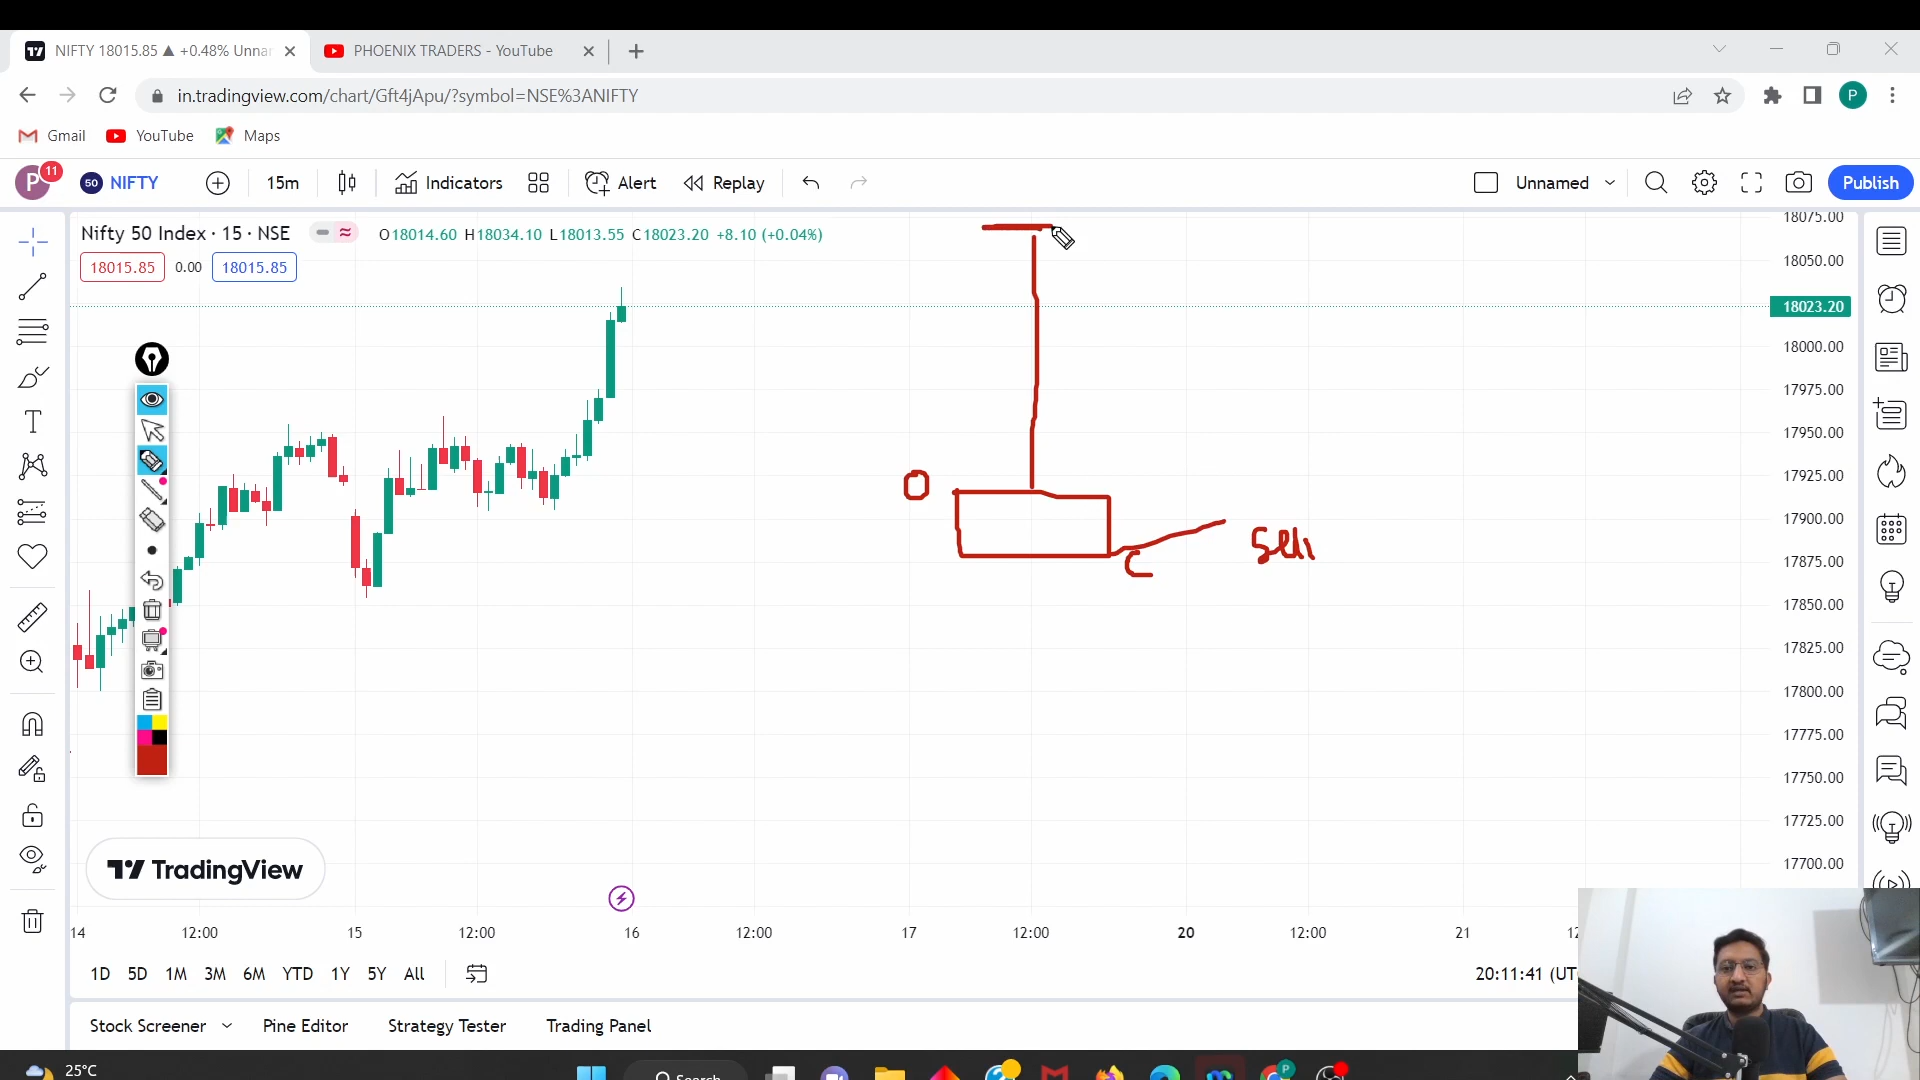 NIFTY 18015.85 ▲ +0.48% Unnar
PHOENIX TRADERS - YouTube
in.tradingview.com/chart/Gft4jApu/?symbol=NSE%3ANIFTY
P
Gmail
YouTube
Maps
P
11
50
NIFTY
15m
Indicators
Alert
Replay
Unnamed
Publish
Nifty 50 Index · 15 · NSE
O18014.60 H18034.10 L18013.55 C18023.20 +8.10 (+0.04%)
18015.85
0.00
18015.85
18075.00
18050.00
18023.20
18000.00
17975.00
17950.00
17925.00
17900.00
17875.00
17850.00
17825.00
17800.00
17775.00
17750.00
17725.00
17700.00
O
C
Sell
TradingView
14
12:00
15
12:00
16
12:00
17
12:00
20
12:00
21
12
1D
5D
1M
3M
6M
YTD
1Y
5Y
All
20:11:41 (UT
Stock Screener
Pine Editor
Strategy Tester
Trading Panel
25°C
Search